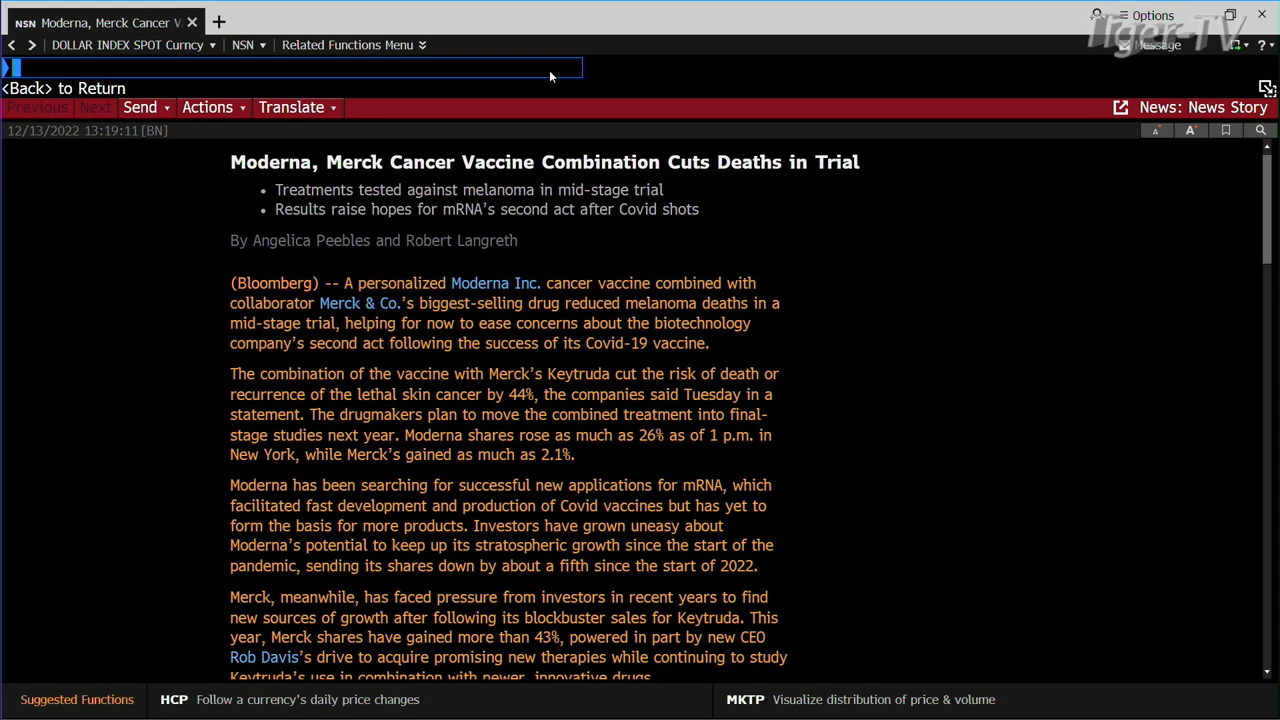 NSN Moderna, Merck Cancer V
Options
DOLLAR INDEX SPOT Curncy
NSN
Related Functions Menu
Message
Tiger-TV
<Back> to Return
Previous Next Send Actions Translate
News: News Story
12/13/2022 13:19:11 [BN]
Moderna, Merck Cancer Vaccine Combination Cuts Deaths in Trial
• Treatments tested against melanoma in mid-stage trial
• Results raise hopes for mRNA's second act after Covid shots
By Angelica Peebles and Robert Langreth
(Bloomberg) -- A personalized Moderna Inc. cancer vaccine combined with
collaborator Merck & Co.'s biggest-selling drug reduced melanoma deaths in a
mid-stage trial, helping for now to ease concerns about the biotechnology
company's second act following the success of its Covid-19 vaccine.
The combination of the vaccine with Merck's Keytruda cut the risk of death or
recurrence of the lethal skin cancer by 44%, the companies said Tuesday in a
statement. The drugmakers plan to move the combined treatment into final-
stage studies next year. Moderna shares rose as much as 26% as of 1 p.m. in
New York, while Merck's gained as much as 2.1%.
Moderna has been searching for successful new applications for mRNA, which
facilitated fast development and production of Covid vaccines but has yet to
form the basis for more products. Investors have grown uneasy about
Moderna's potential to keep up its stratospheric growth since the start of the
pandemic, sending its shares down by about a fifth since the start of 2022.
Merck, meanwhile, has faced pressure from investors in recent years to find
new sources of growth after following its blockbuster sales for Keytruda. This
year, Merck shares have gained more than 43%, powered in part by new CEO
Rob Davis's drive to acquire promising new therapies while continuing to study
Keytruda's use in combination with newer, innovative drugs.
Suggested Functions
HCP Follow a currency's daily price changes
MKTP Visualize distribution of price & volume